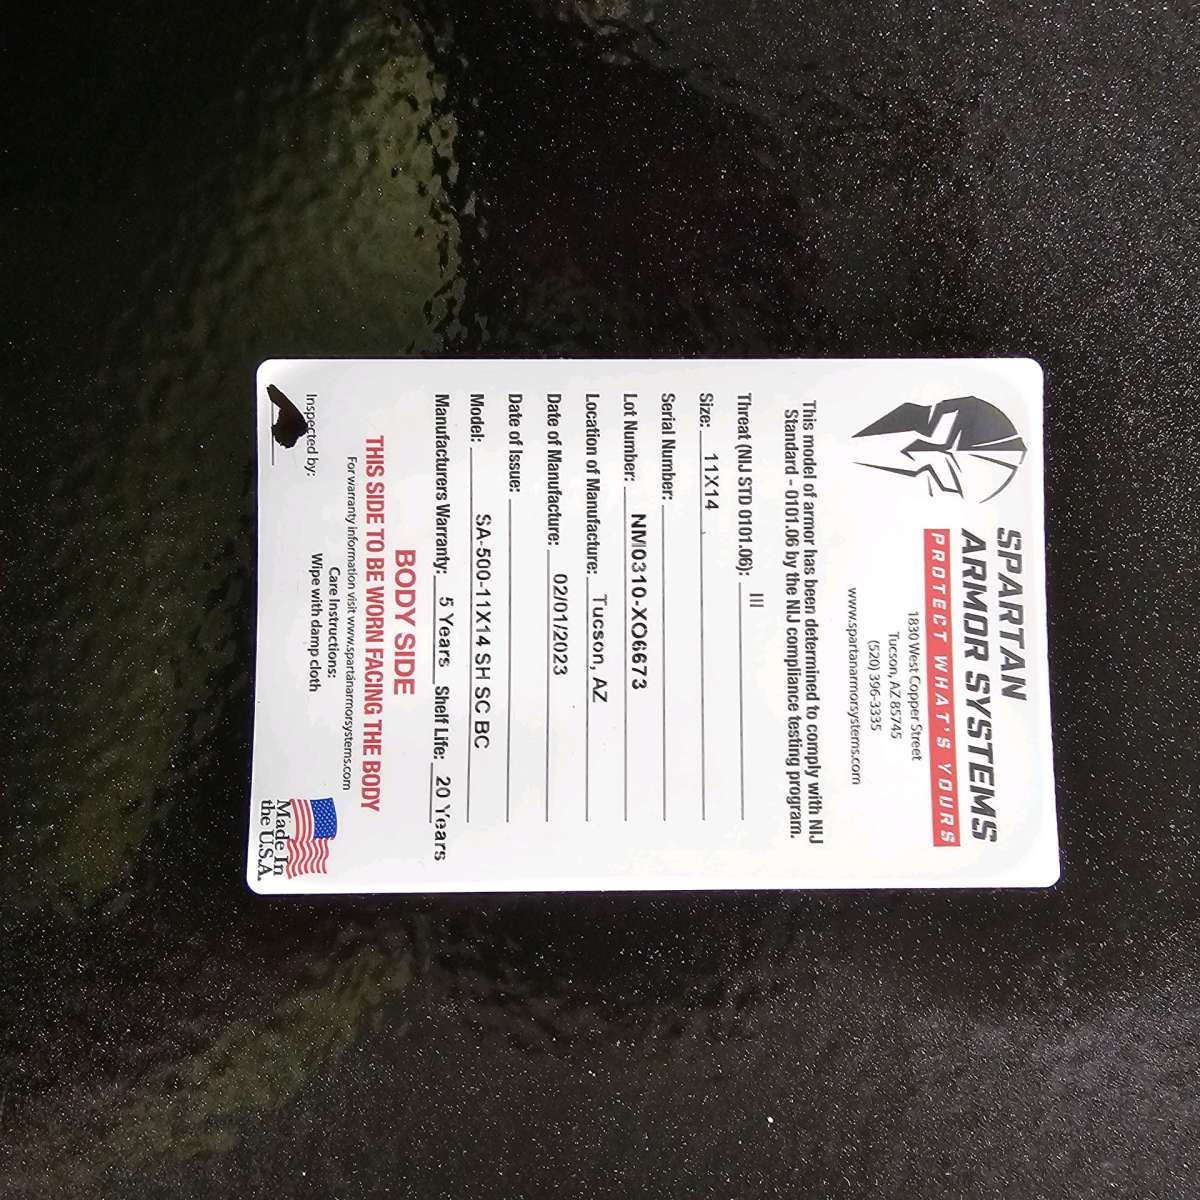 SPARTAN
ARMOR SYSTEMS
PROTECT WHAT'S YOURS
1830 West Copper Street
Tucson, AZ 85745
(520) 396-3335
www.spartanarmorsystems.com
This model of armor has been determined to comply with NIJ
Standard - 0101.06 by the NIJ compliance testing program.
Threat (NIJ STD 0101.06): III
Size: 11X14
Serial Number:
Lot Number: NM0310-XO6673
Location of Manufacture: Tucson, AZ
Date of Manufacture: 02/01/2023
Date of Issue:
Model: SA-500-11X14 SH SC BC
Manufacturers Warranty: 5 Years Shelf Life: 20 Years
BODY SIDE
THIS SIDE TO BE WORN FACING THE BODY
For warranty information visit www.spartanarmorsystems.com
Inspected by:
Care Instructions:
Wipe with damp cloth
Made In
the U.S.A.